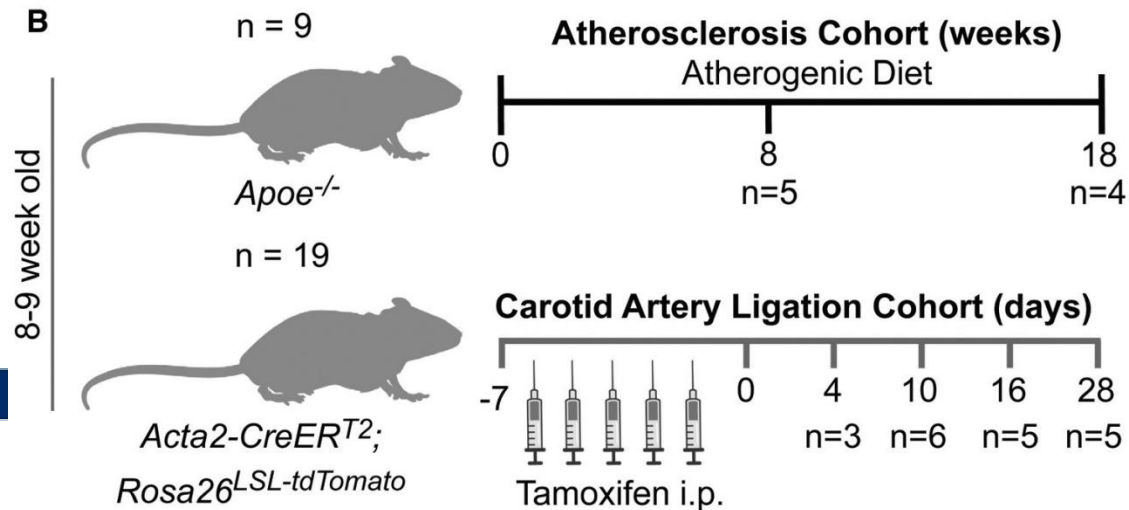 B
n = 9
Apoe-/-
8-9 week old
n = 19
Acta2-CreERT2;
Rosa26LSL-tdTomato
Atherosclerosis Cohort (weeks)
Atherogenic Diet
0 8 18
n=5 n=4
Carotid Artery Ligation Cohort (days)
-7 0 4 10 16 28
n=3 n=6 n=5 n=5
Tamoxifen i.p.